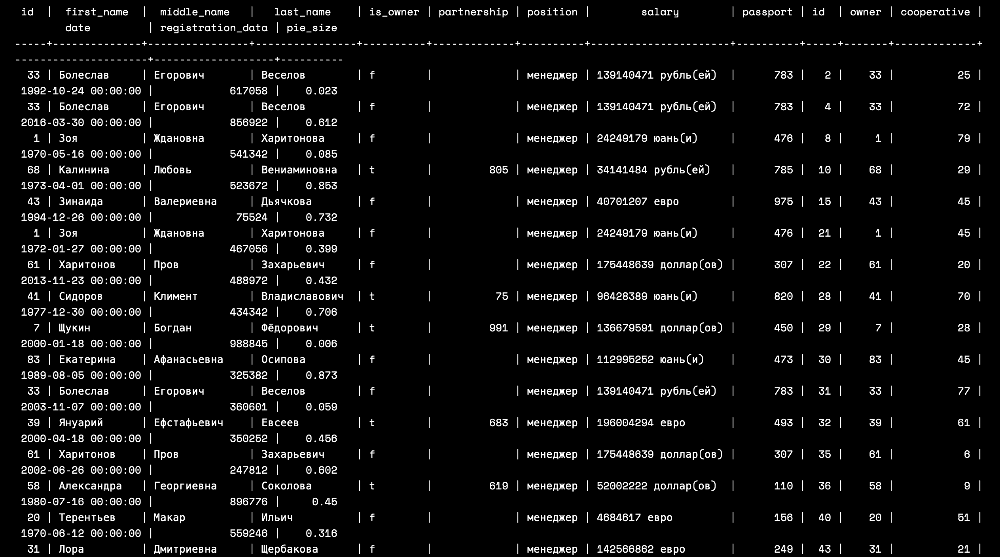 id | first_name | middle_name | last_name | is_owner | partnership | position | salary | passport | id | owner | cooperative |
date | registration_data | pie_size
-----+--------------+----------------+----------------+----------+-------------+----------+----------------------+----------+-----+-------+-------------+
---------------------+-------------------+----------
33 | Болеслав | Егорович | Веселов | f | | менеджер | 139140471 рубль(ей) | 783 | 2 | 33 | 25 |
1992-10-24 00:00:00 | 617058 | 0.023
33 | Болеслав | Егорович | Веселов | f | | менеджер | 139140471 рубль(ей) | 783 | 4 | 33 | 72 |
2016-03-30 00:00:00 | 856922 | 0.612
1 | Зоя | Ждановна | Харитонова | f | | менеджер | 24249179 юань(и) | 476 | 8 | 1 | 79 |
1970-05-16 00:00:00 | 541342 | 0.085
68 | Калинина | Любовь | Вениаминовна | t | 805 | менеджер | 34141484 рубль(ей) | 785 | 10 | 68 | 29 |
1973-04-01 00:00:00 | 523672 | 0.853
43 | Зинаида | Валериевна | Дьячкова | f | | менеджер | 40701207 евро | 975 | 15 | 43 | 45 |
1994-12-26 00:00:00 | 75524 | 0.732
1 | Зоя | Ждановна | Харитонова | f | | менеджер | 24249179 юань(и) | 476 | 21 | 1 | 45 |
1972-01-27 00:00:00 | 467056 | 0.399
61 | Харитонов | Пров | Захарьевич | f | | менеджер | 175448639 доллар(ов) | 307 | 22 | 61 | 20 |
2013-11-23 00:00:00 | 488972 | 0.432
41 | Сидоров | Климент | Владиславович | t | 75 | менеджер | 96428389 юань(и) | 820 | 28 | 41 | 70 |
1977-12-30 00:00:00 | 434342 | 0.706
7 | Щукин | Богдан | Фёдорович | t | 991 | менеджер | 136679591 доллар(ов) | 450 | 29 | 7 | 28 |
2000-01-18 00:00:00 | 988845 | 0.006
83 | Екатерина | Афанасьевна | Осипова | f | | менеджер | 112995252 юань(и) | 473 | 30 | 83 | 45 |
1989-08-05 00:00:00 | 325382 | 0.873
33 | Болеслав | Егорович | Веселов | f | | менеджер | 139140471 рубль(ей) | 783 | 31 | 33 | 77 |
2003-11-07 00:00:00 | 360601 | 0.059
39 | Януарий | Ефстафьевич | Евсеев | t | 683 | менеджер | 196004294 евро | 493 | 32 | 39 | 61 |
2000-04-18 00:00:00 | 350252 | 0.456
61 | Харитонов | Пров | Захарьевич | f | | менеджер | 175448639 доллар(ов) | 307 | 35 | 61 | 6 |
2002-06-26 00:00:00 | 247812 | 0.602
58 | Александра | Георгиевна | Соколова | t | 619 | менеджер | 52002222 доллар(ов) | 110 | 36 | 58 | 9 |
1980-07-16 00:00:00 | 896776 | 0.45
20 | Терентьев | Макар | Ильич | f | | менеджер | 4684617 евро | 156 | 40 | 20 | 51 |
1970-06-12 00:00:00 | 559246 | 0.316
31 | Лора | Дмитриевна | Щербакова | f | | менеджер | 142566862 евро | 249 | 43 | 31 | 21 |